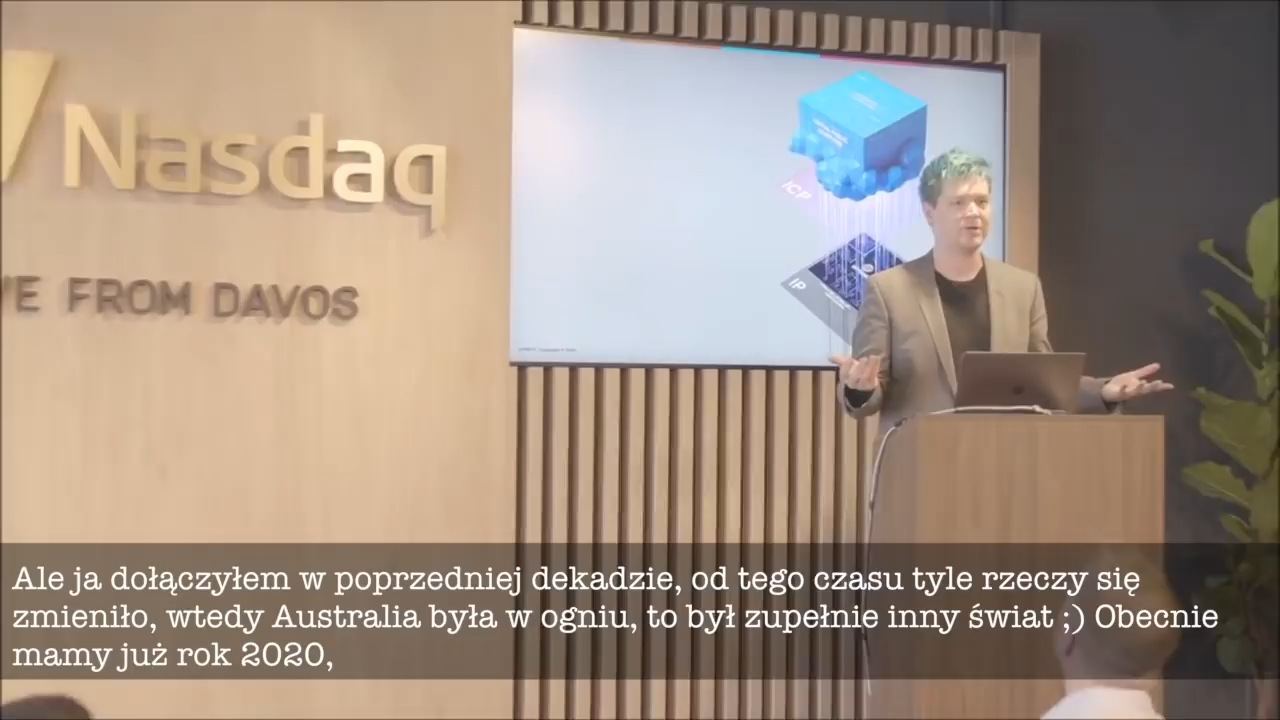 Nasdaq
VE FROM DAVOS
ICP
IP
Ale ja dołączyłem w poprzedniej dekadzie, od tego czasu tyle rzeczy się
zmieniło, wtedy Australia była w ogniu, to był zupełnie inny świat ;) Obecnie
mamy już rok 2020,